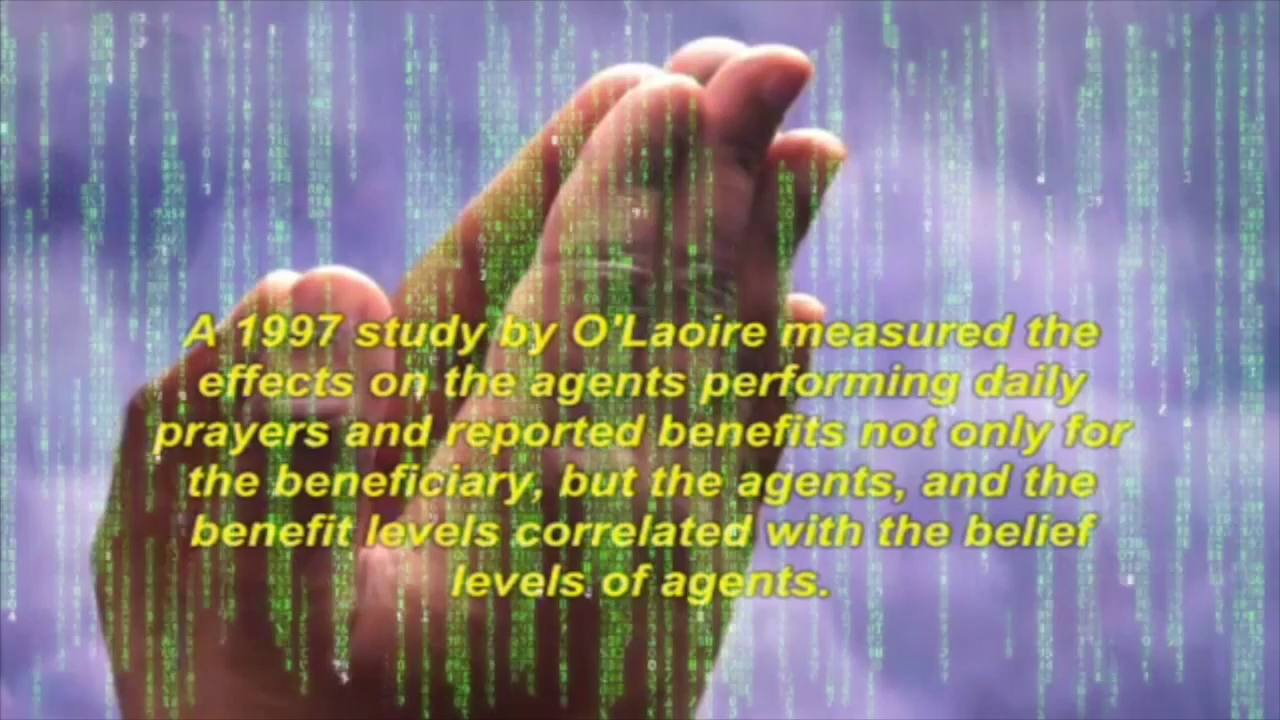 A 1997 study by O'Laoire measured the
effects on the agents performing daily
prayers and reported benefits not only for
the beneficiary, but the agents, and the
benefit levels correlated with the belief
levels of agents.